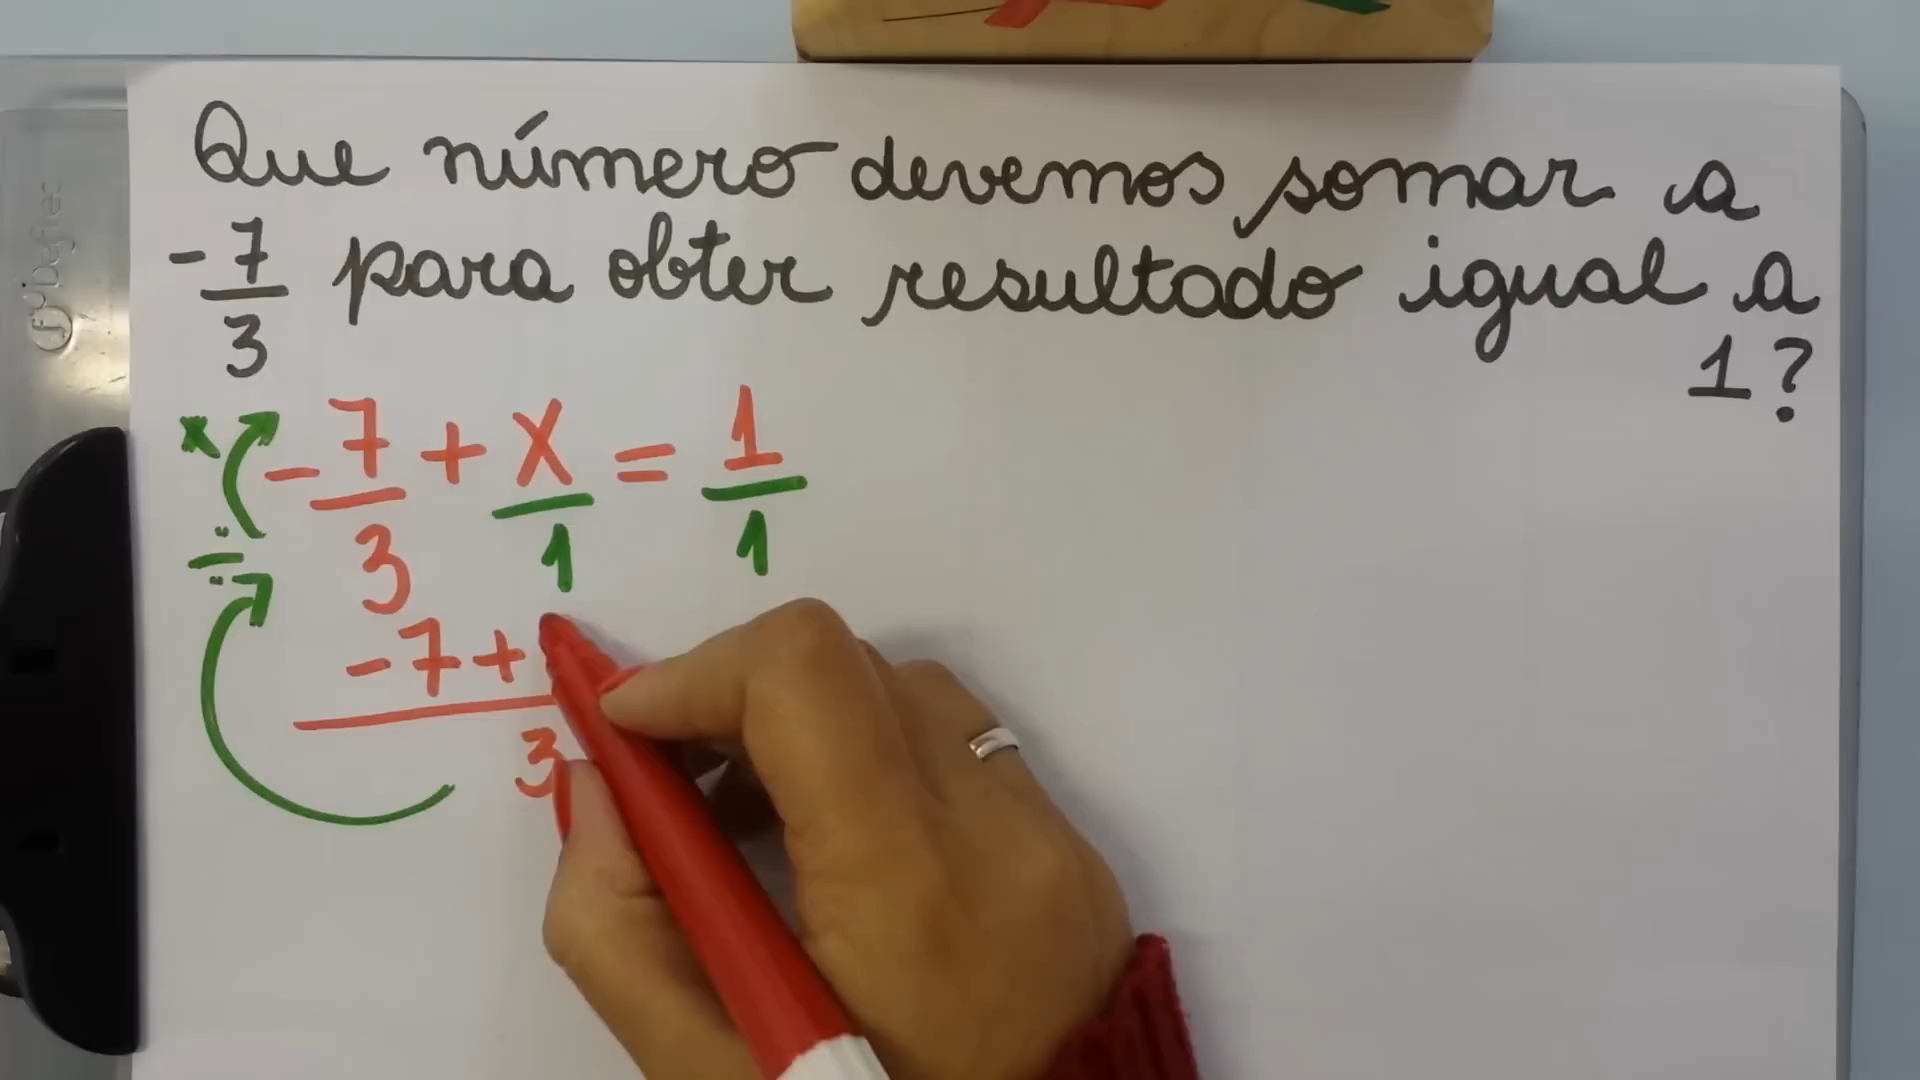 Que número devemos somar a
-7/3 para obter resultado igual a
1?
x -7/3 + x/1 = 1/1
÷
-7+
3